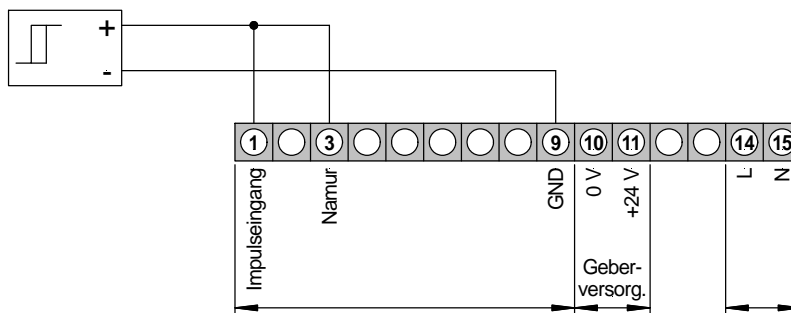 +
-
1 3 9 10 11 14 15
Impulseingang
Namur
GND
0 V
+24 V
L
N
Geber-
versorg.